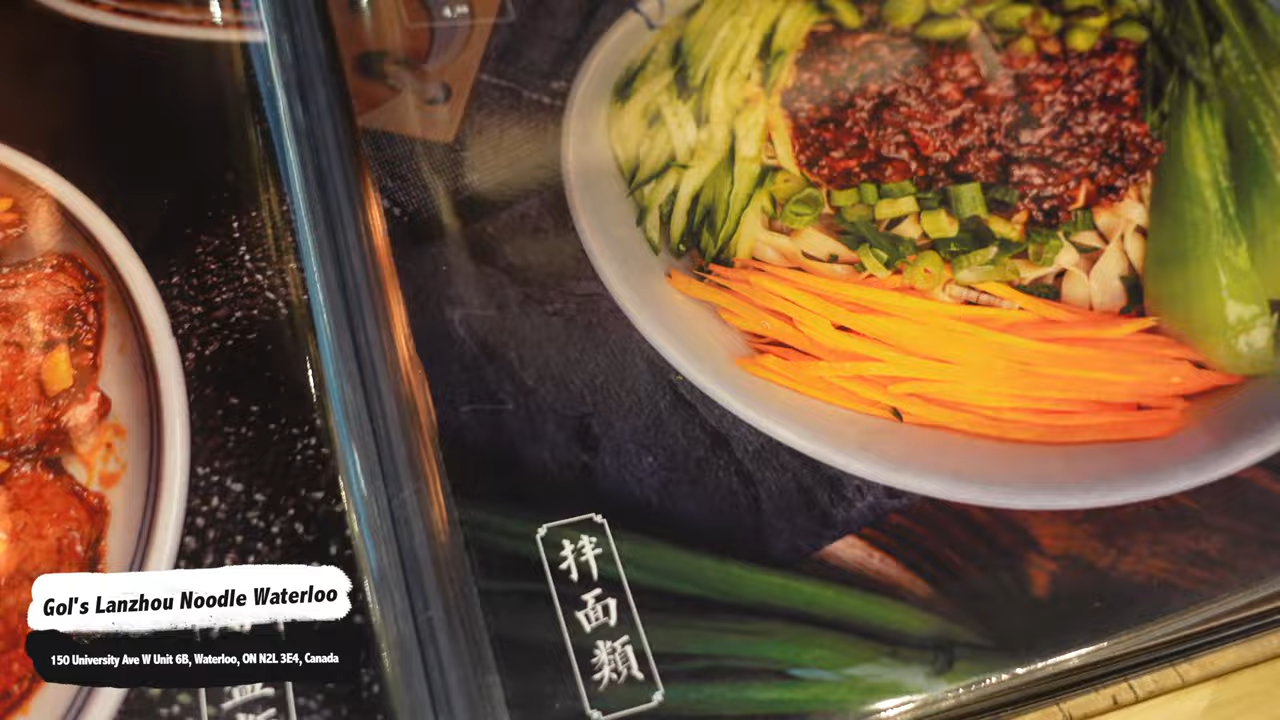 拌面類
Gol's Lanzhou Noodle Waterloo
150 University Ave W Unit 6B, Waterloo, ON N2L 3E4, Canada